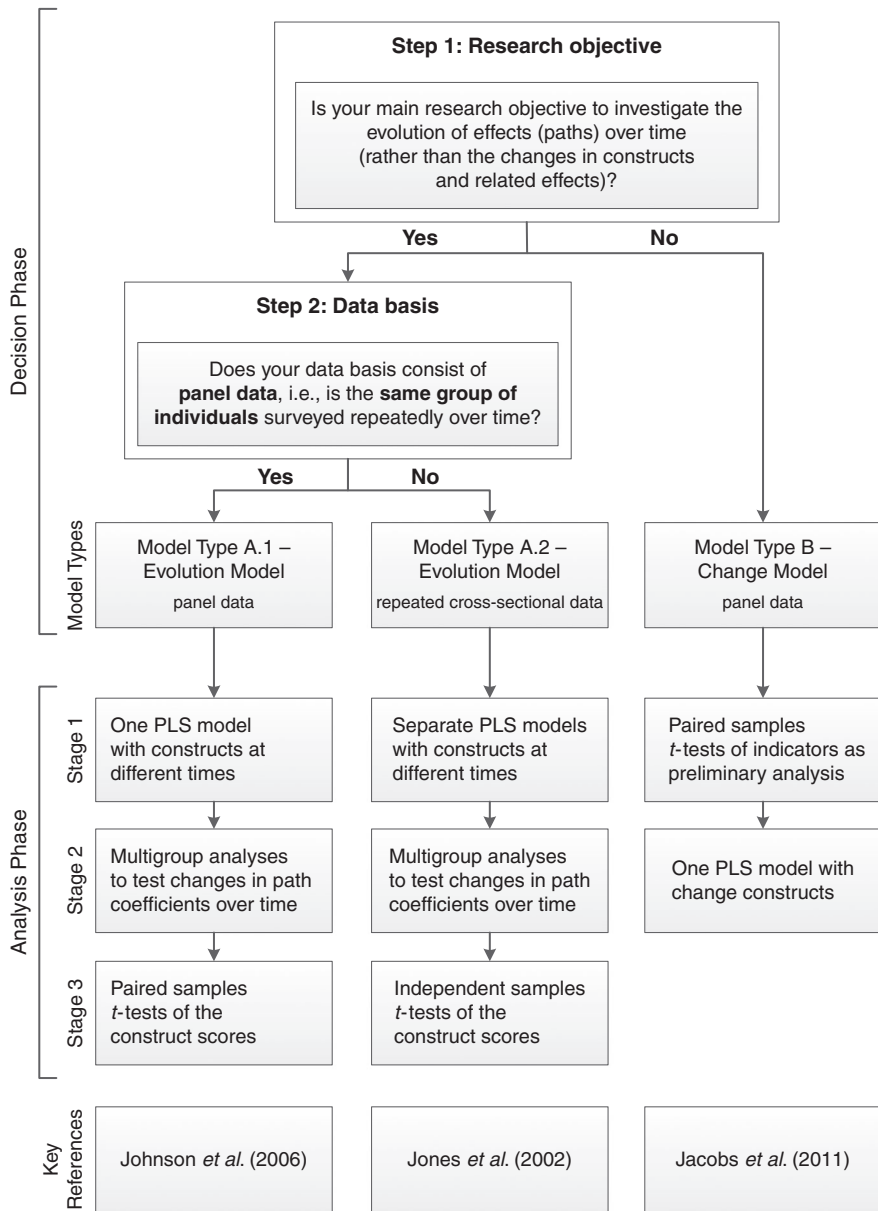 Step 1: Research objective
Is your main research objective to investigate the
evolution of effects (paths) over time
(rather than the changes in constructs
and related effects)?
Yes
No
Decision Phase
Step 2: Data basis
Does your data basis consist of
panel data, i.e., is the same group of
individuals surveyed repeatedly over time?
Yes
No
Model Types
Model Type A.1 –
Evolution Model
panel data
Model Type A.2 –
Evolution Model
repeated cross-sectional data
Model Type B –
Change Model
panel data
Analysis Phase
Stage 1
One PLS model
with constructs at
different times
Separate PLS models
with constructs at
different times
Paired samples
t-tests of indicators as
preliminary analysis
Stage 2
Multigroup analyses
to test changes in path
coefficients over time
Multigroup analyses
to test changes in path
coefficients over time
One PLS model with
change constructs
Stage 3
Paired samples
t-tests of the
construct scores
Independent samples
t-tests of the
construct scores
Key
References
Johnson et al. (2006)
Jones et al. (2002)
Jacobs et al. (2011)